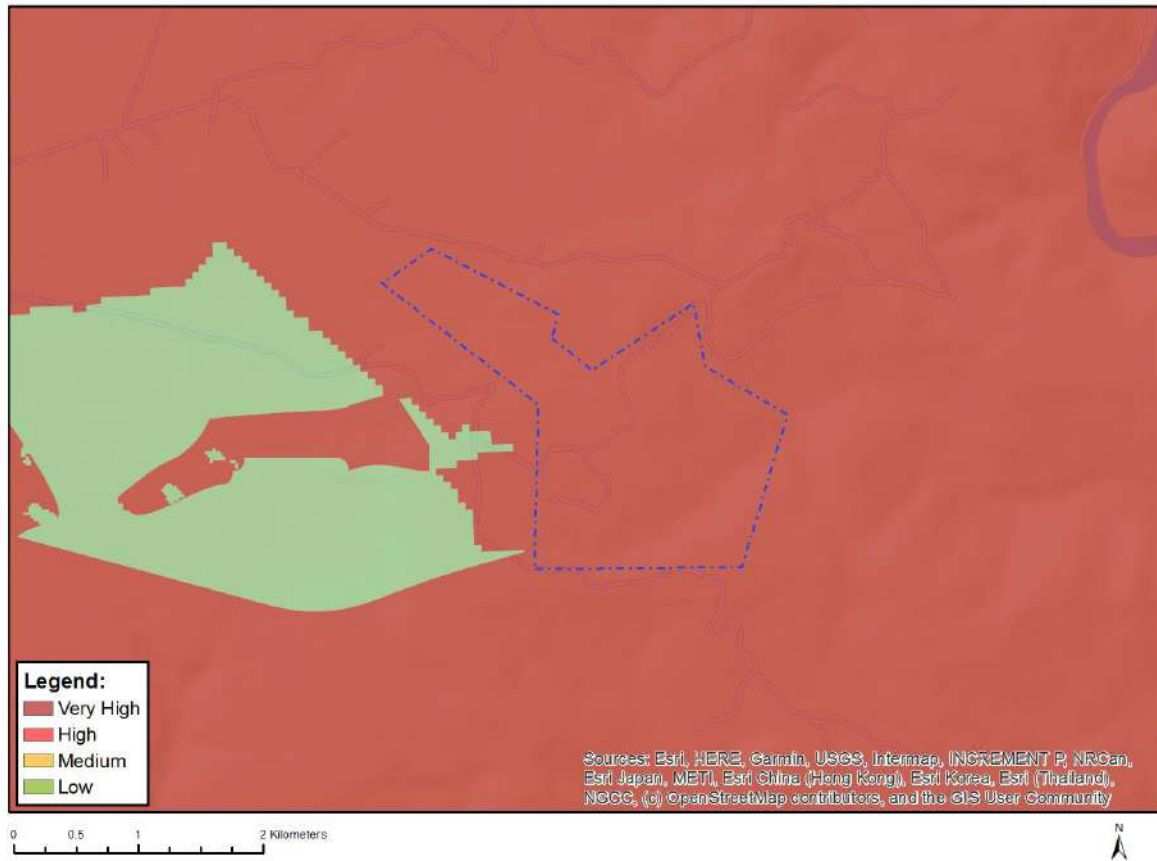 Legend:
Very High
High
Medium
Low
Sources: Esri, HERE, Garmin, USGS, Intermap, INCREMENT P, NRCan,
Esri Japan, METI, Esri China (Hong Kong), Esri Korea, Esri (Thailand),
NGCC, (c) OpenStreetMap contributors, and the GIS User Community
0 0.5 1 2 Kilometers
N